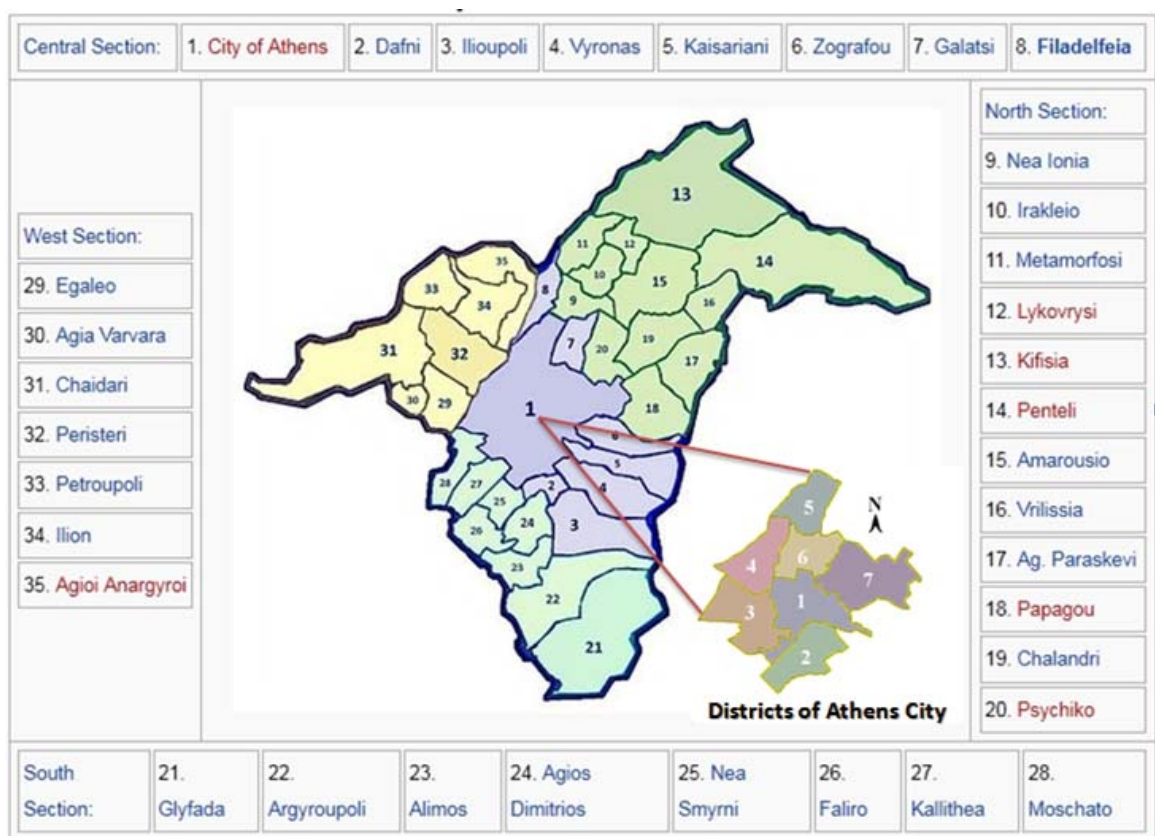 Central Section:
1. City of Athens
2. Dafni
3. Ilioupoli
4. Vyronas
5. Kaisariani
6. Zografou
7. Galatsi
8. Filadelfeia
West Section:
29. Egaleo
30. Agia Varvara
31. Chaidari
32. Peristeri
33. Petroupoli
34. Ilion
35. Agioi Anargyroi
13
11
12
14
35
10
15
33
8
34
9
16
7
19
31
32
20
17
30
29
18
1
6
5
28
27
2
4
25
24
3
26
23
22
21
5
N
4
6
7
3
1
2
Districts of Athens City
North Section:
9. Nea Ionia
10. Irakleio
11. Metamorfosi
12. Lykovrysi
13. Kifisia
14. Penteli
15. Amarousio
16. Vrilissia
17. Ag. Paraskevi
18. Papagou
19. Chalandri
20. Psychiko
South
Section:
21.
Glyfada
22.
Argyroupoli
23.
Alimos
24. Agios
Dimitrios
25. Nea
Smyrni
26.
Faliro
27.
Kallithea
28.
Moschato